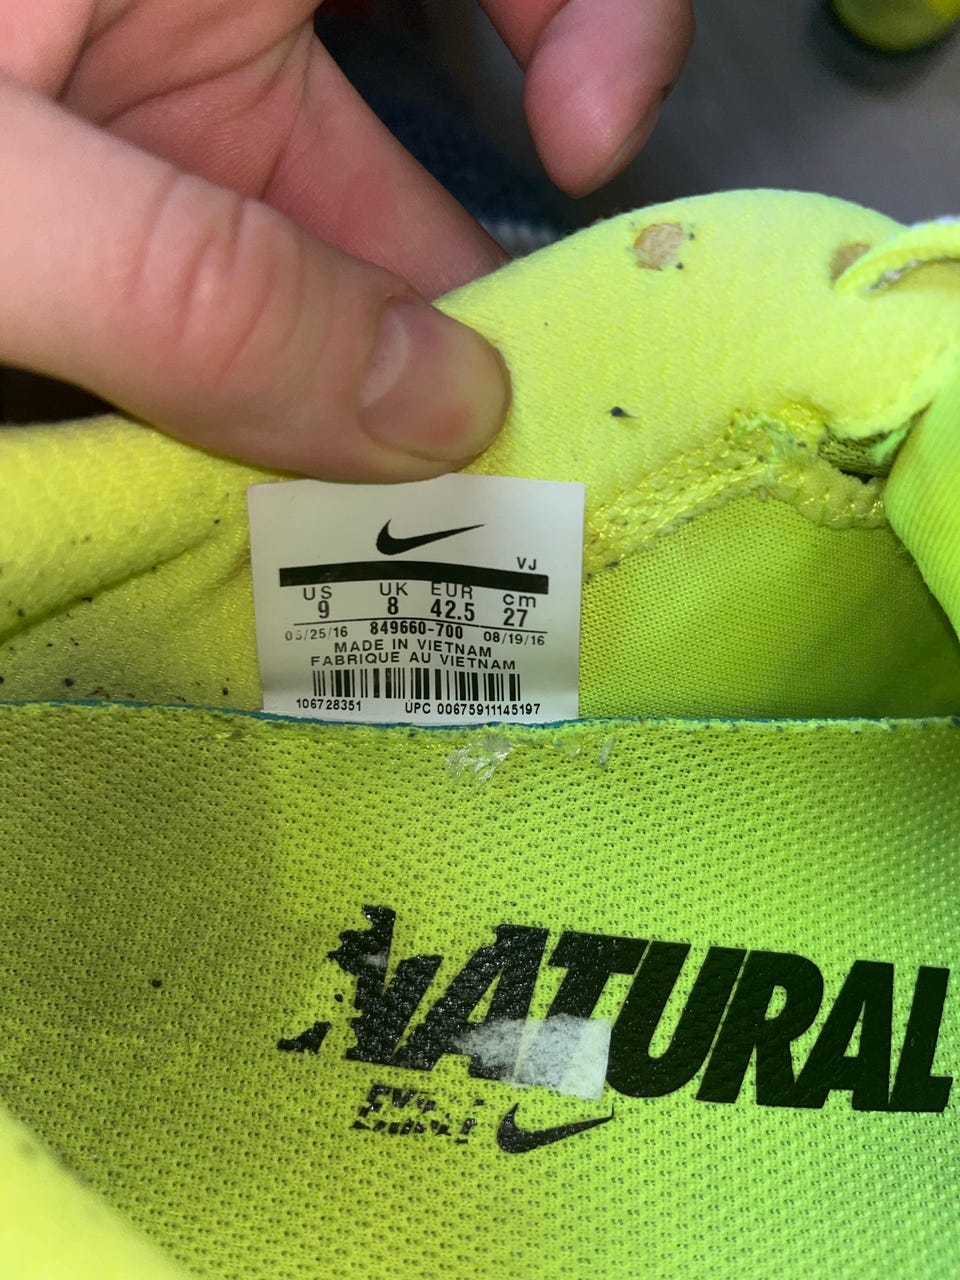 VJ
US UK EUR cm
9 8 42.5 27
05/25/16 849660-700 08/19/16
MADE IN VIETNAM
FABRIQUE AU VIETNAM
106728351 UPC 00675911145197
NATURAL